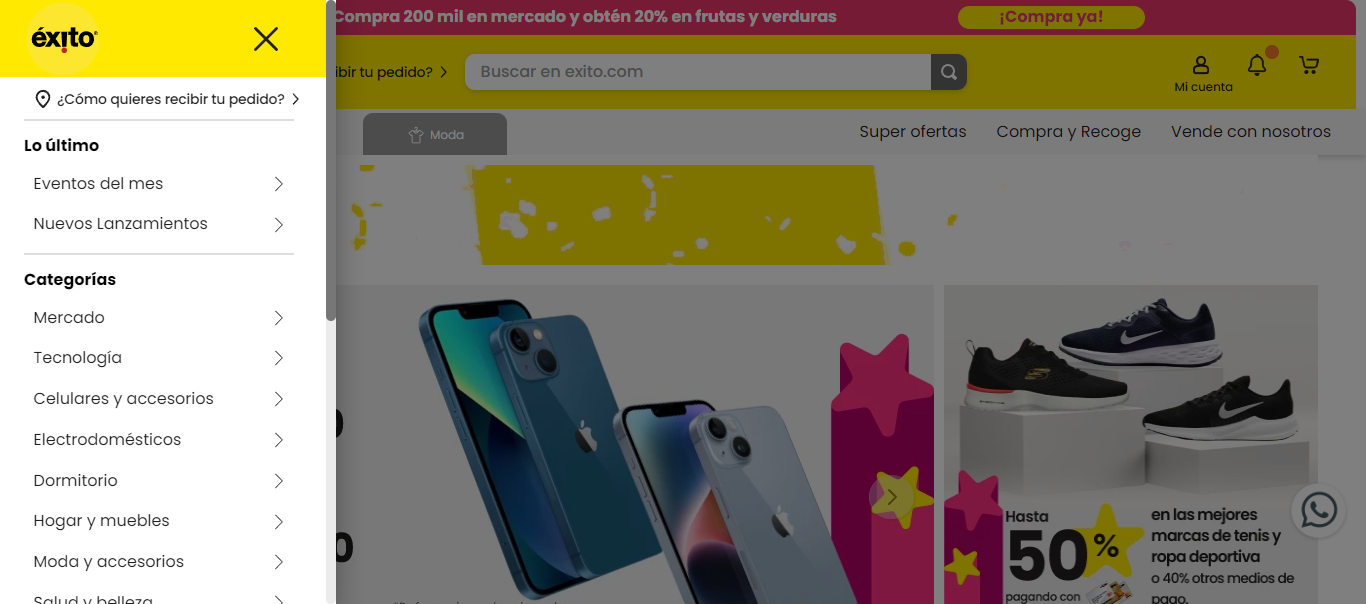 éxito
¿Cómo quieres recibir tu pedido?
Lo último
Eventos del mes
Nuevos Lanzamientos
Categorías
Mercado
Tecnología
Celulares y accesorios
Electrodomésticos
Dormitorio
Hogar y muebles
Moda y accesorios
Salud y belleza
Compra 200 mil en mercado y obtén 20% en frutas y verduras
¡Compra ya!
tu pedido?
Buscar en exito.com
Mi cuenta
Moda
Super ofertas
Compra y Recoge
Vende con nosotros
Hasta
50%
pagando con
en las mejores
marcas de tenis y
ropa deportiva
o 40% otros medios de
pago.